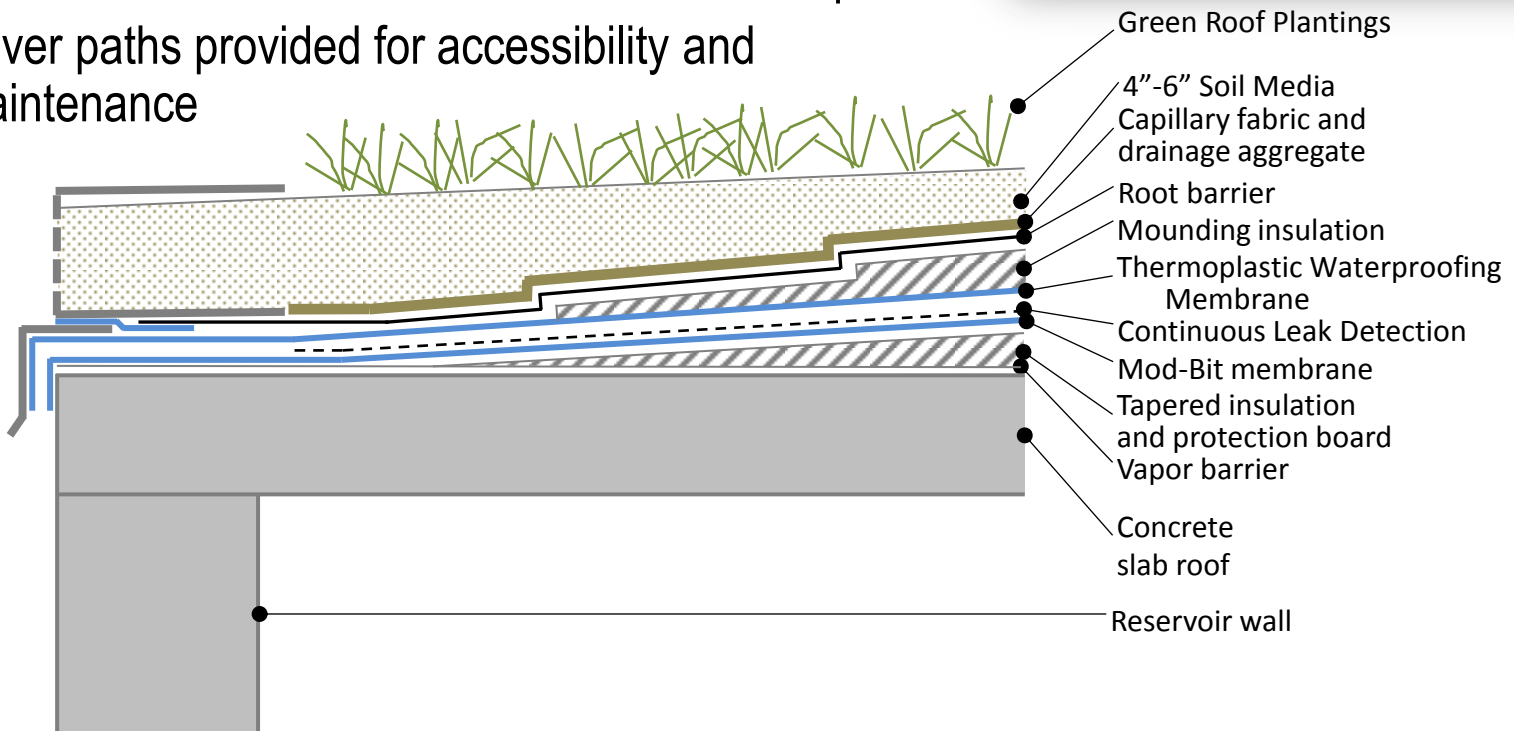 ver paths provided for accessibility and
aintenance
Green Roof Plantings
4”-6” Soil Media
Capillary fabric and
drainage aggregate
Root barrier
Mounding insulation
Thermoplastic Waterproofing
Membrane
Continuous Leak Detection
Mod-Bit membrane
Tapered insulation
and protection board
Vapor barrier
Concrete
slab roof
Reservoir wall